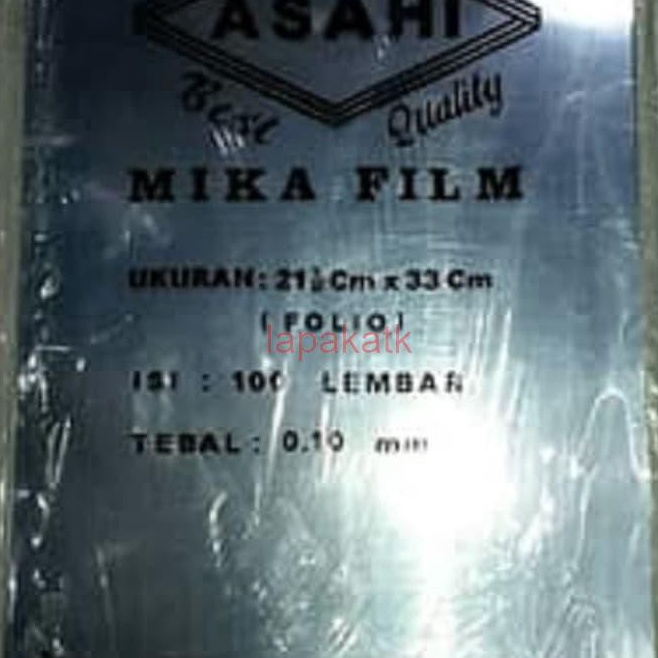 ASAHI
Best Quality
MIKA FILM
UKURAN: 21½ Cm x 33 Cm
(FOLIO)
lapakatk
ISI : 100 LEMBAR
TEBAL : 0.10 mm